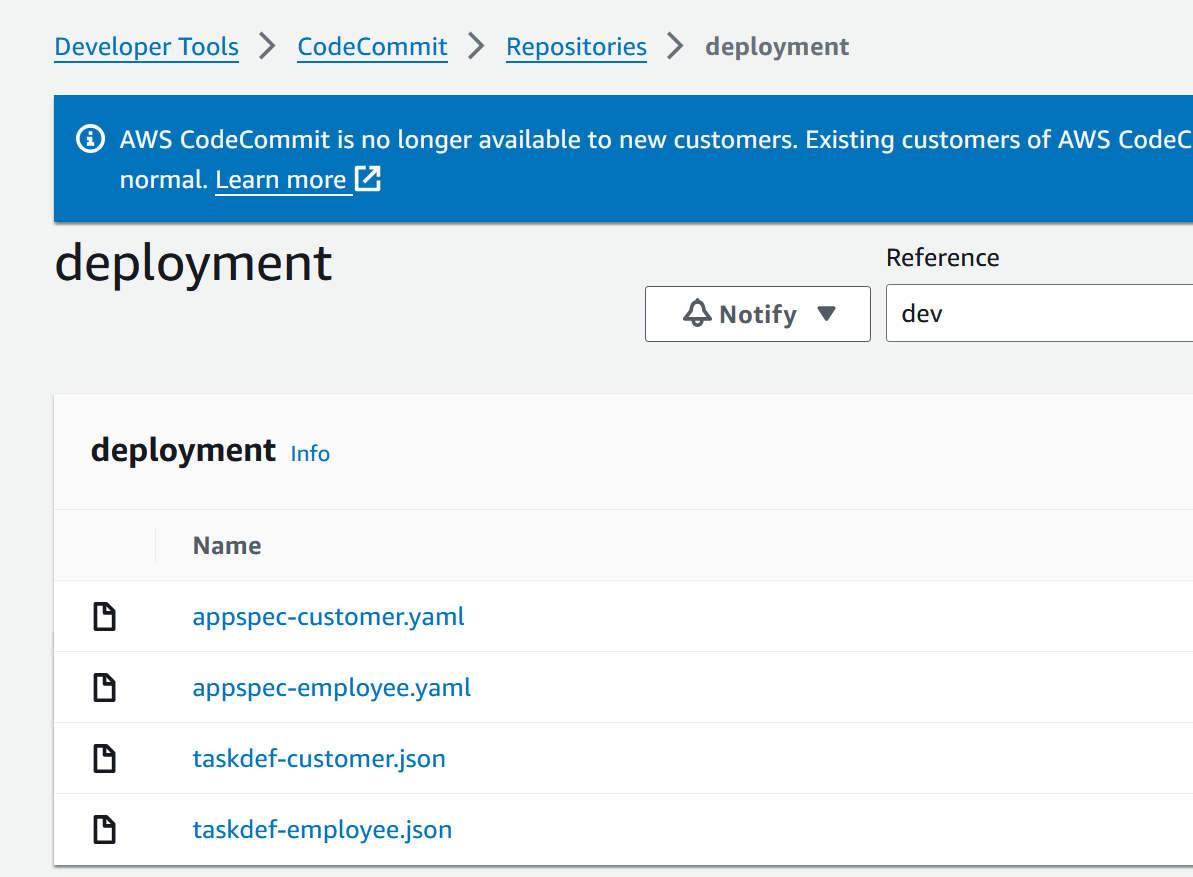 Developer Tools > CodeCommit > Repositories > deployment
AWS CodeCommit is no longer available to new customers. Existing customers of AWS
normal. Learn more
deployment
Reference
Notify
dev
deployment Info
Name
appspec-customer.yaml
appspec-employee.yaml
taskdef-customer.json
taskdef-employee.json